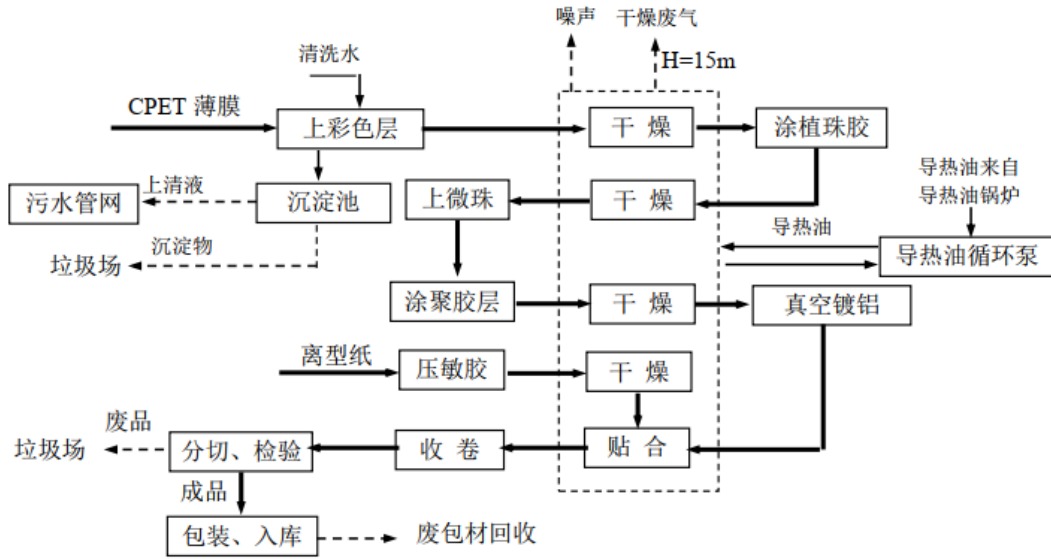 噪声
干燥废气
H=15m
清洗水
CPET 薄膜
上彩色层
干 燥
涂植珠胶
污水管网
上清液
沉淀池
上微珠
干 燥
导热油来自
导热油锅炉
沉淀物
垃圾场
导热油
导热油循环泵
涂聚胶层
干 燥
真空镀铝
离型纸
压敏胶
干 燥
废品
垃圾场
分切、检验
收 卷
贴 合
成品
包装、入库
废包材回收